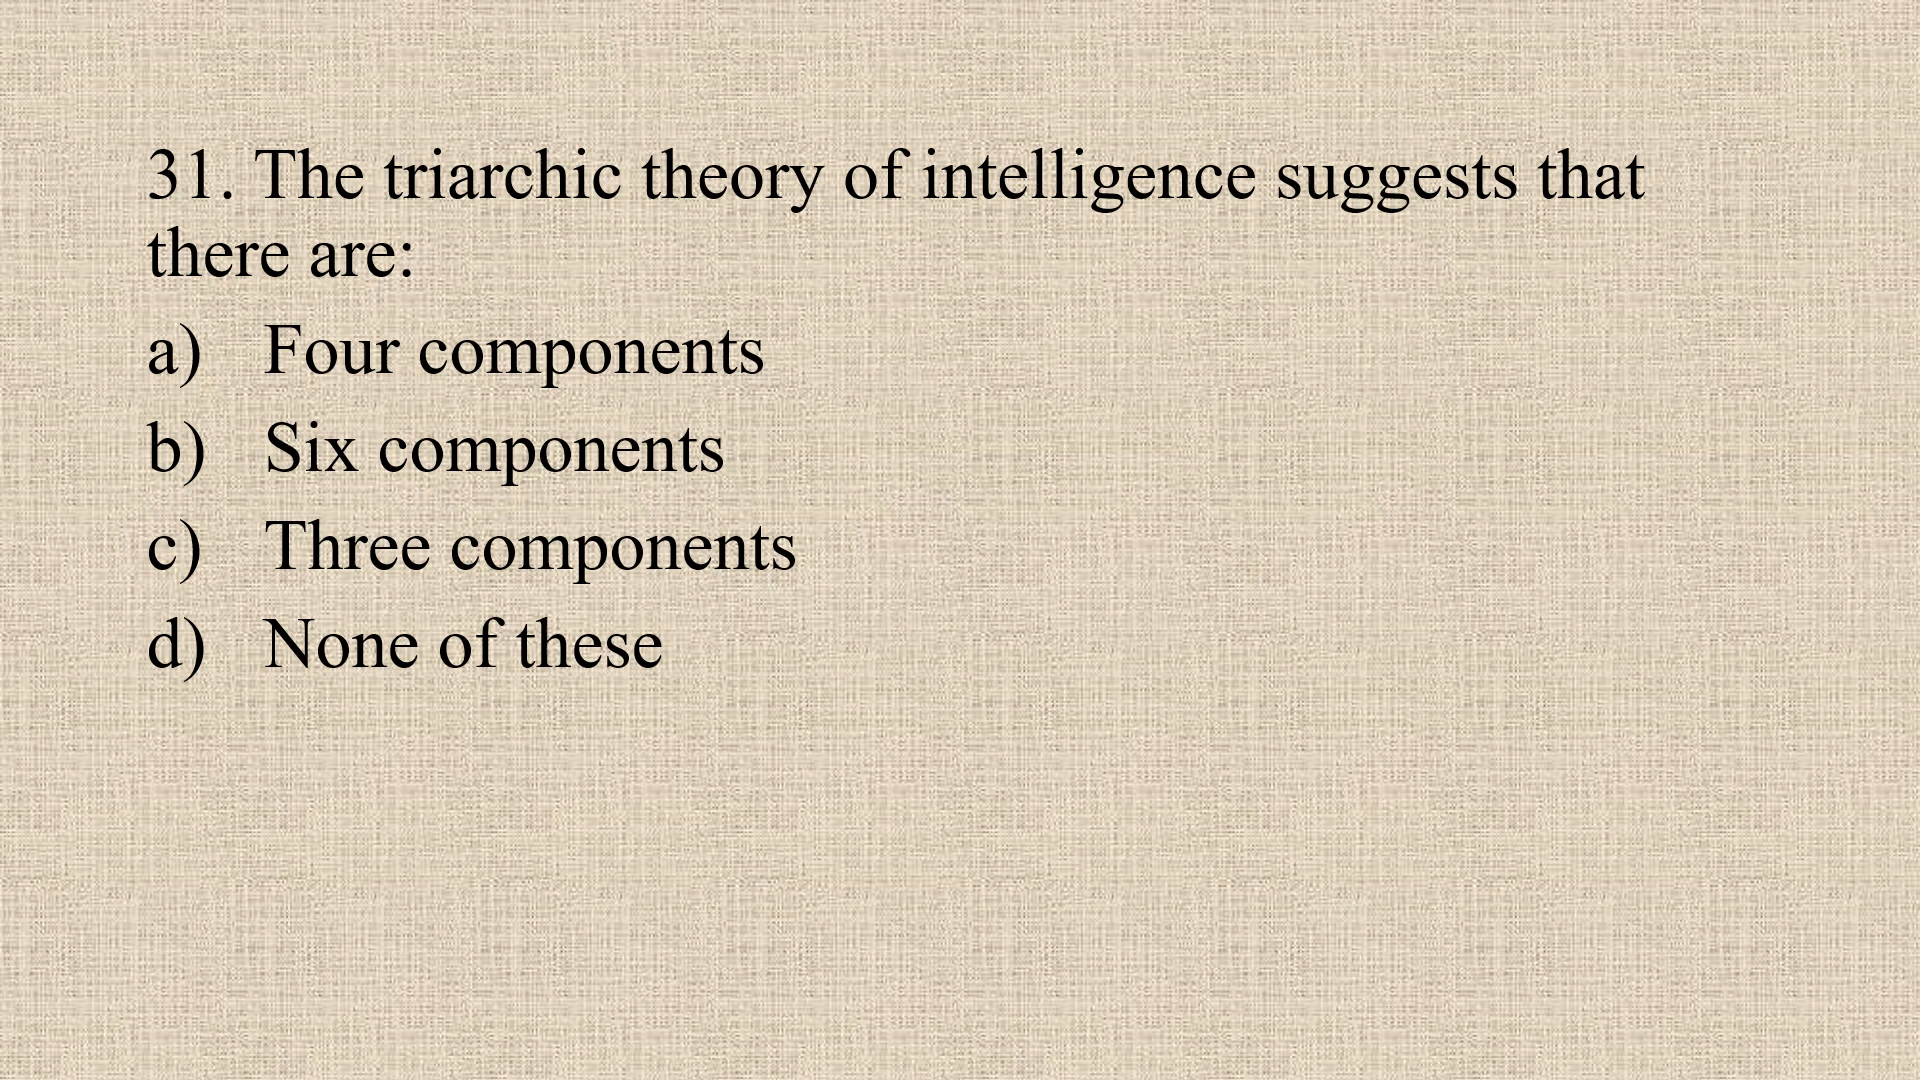 31. The triarchic theory of intelligence suggests that
there are:
a) Four components
b) Six components
c) Three components
d) None of these